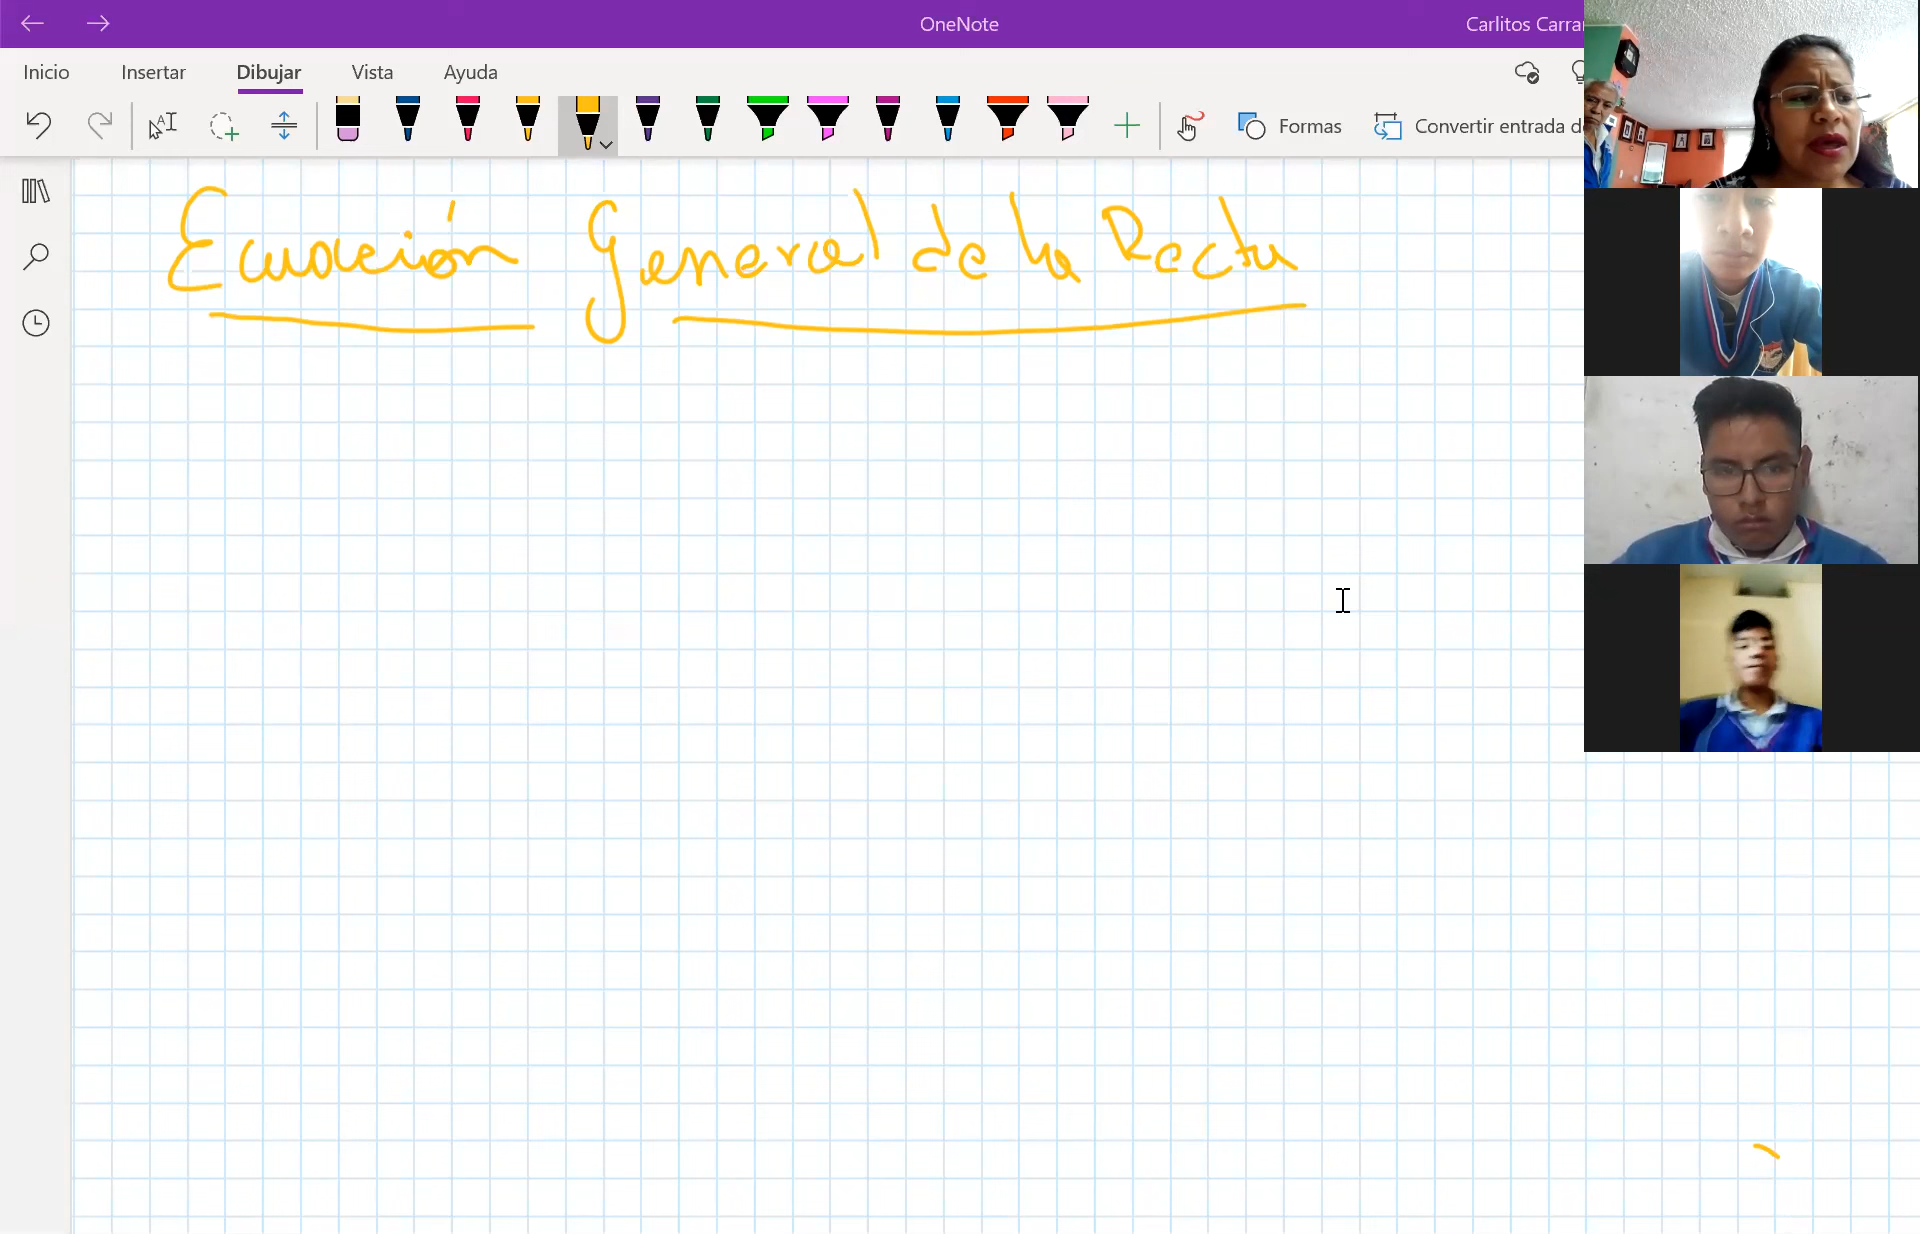 OneNote
Carlitos Carra
Inicio Insertar Dibujar Vista Ayuda
Formas Convertir entrada d
Ecuación General de la Recta